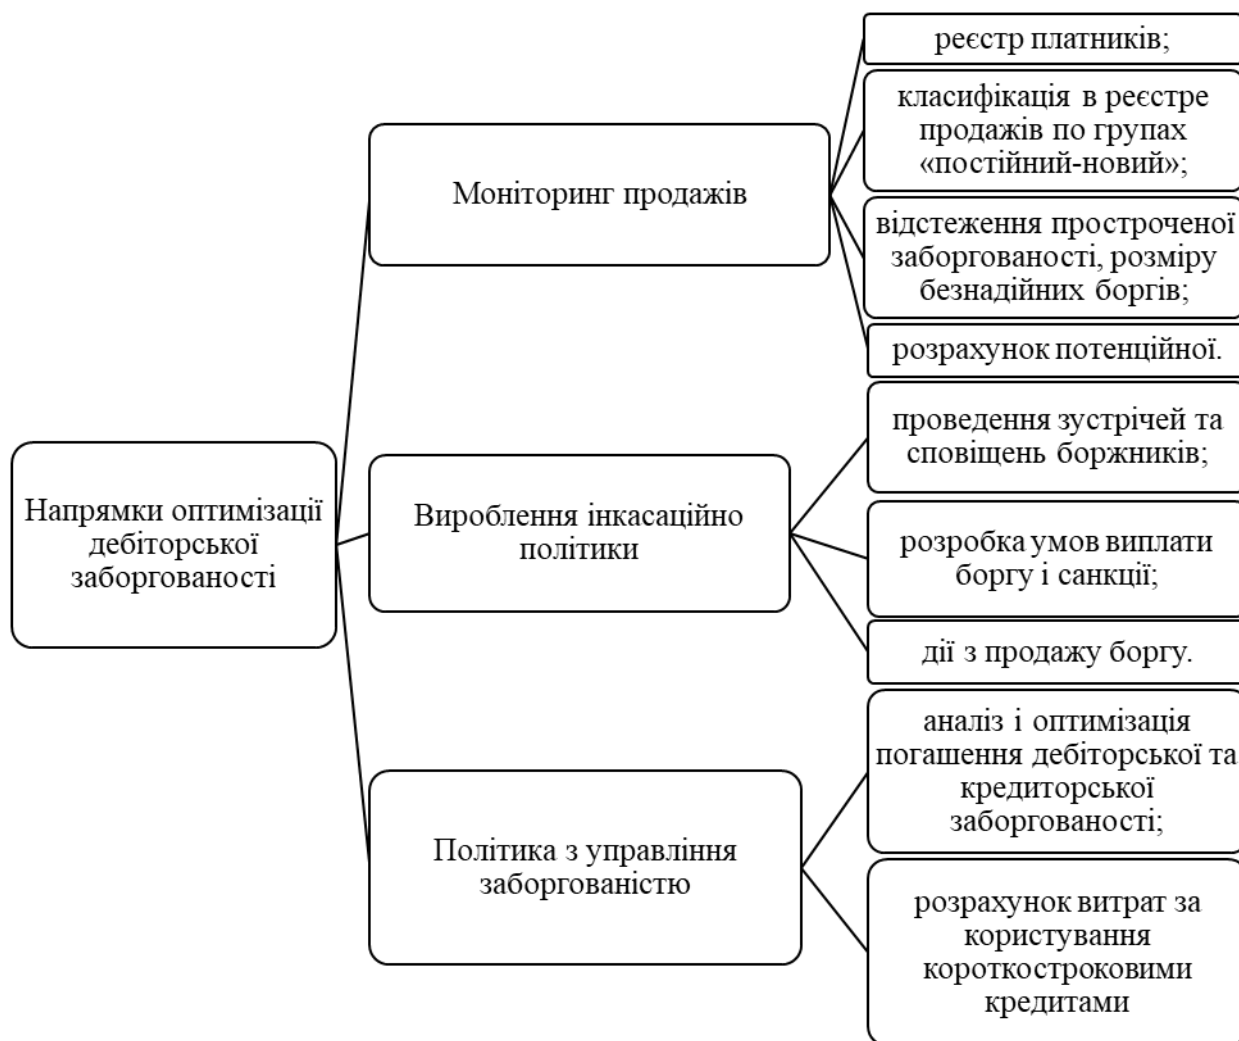 Напрямки оптимізації
дебіторської
заборгованості
Моніторинг продажів
реєстр платників;
класифікація в реєстре
продажів по групах
«постійний-новий»;
відстеження простроченої
заборгованості, розміру
безнадійних боргів;
розрахунок потенційної.
Вироблення інкасаційно
політики
проведення зустрічей та
сповіщень боржників;
розробка умов виплати
боргу і санкції;
дії з продажу боргу.
Політика з управління
заборгованістю
аналіз і оптимізація
погашення дебіторської та
кредиторської
заборгованості;
розрахунок витрат за
користування
короткостроковими
кредитами